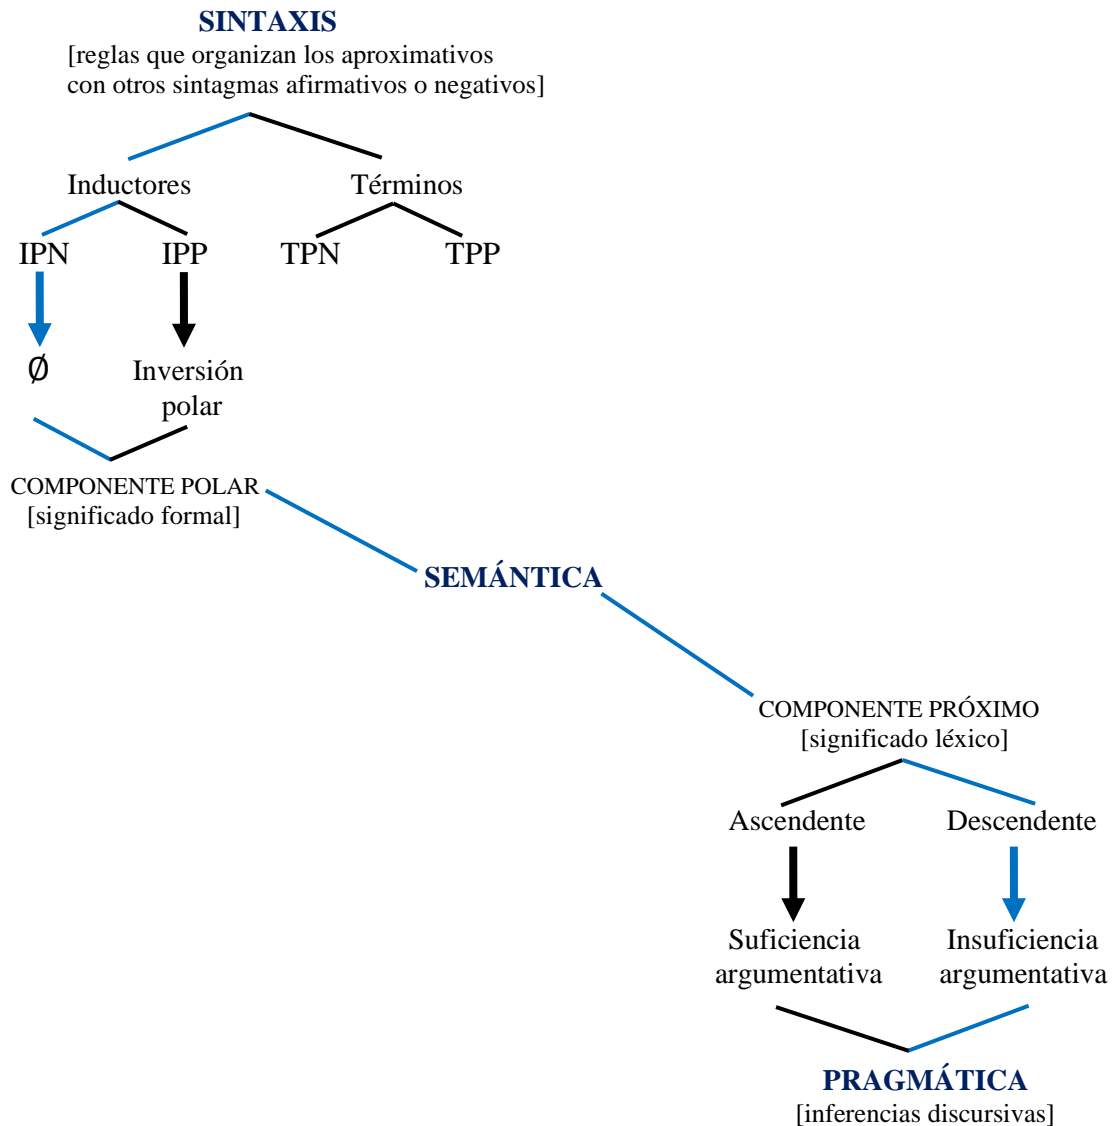 SINTAXIS
[reglas que organizan los aproximativos
con otros sintagmas afirmativos o negativos]
Inductores
Términos
IPN
IPP
TPN
TPP
Ø
Inversión
polar
COMPONENTE POLAR
[significado formal]
SEMÁNTICA
COMPONENTE PRÓXIMO
[significado léxico]
Ascendente
Descendente
Suficiencia
argumentativa
Insuficiencia
argumentativa
PRAGMÁTICA
[inferencias discursivas]